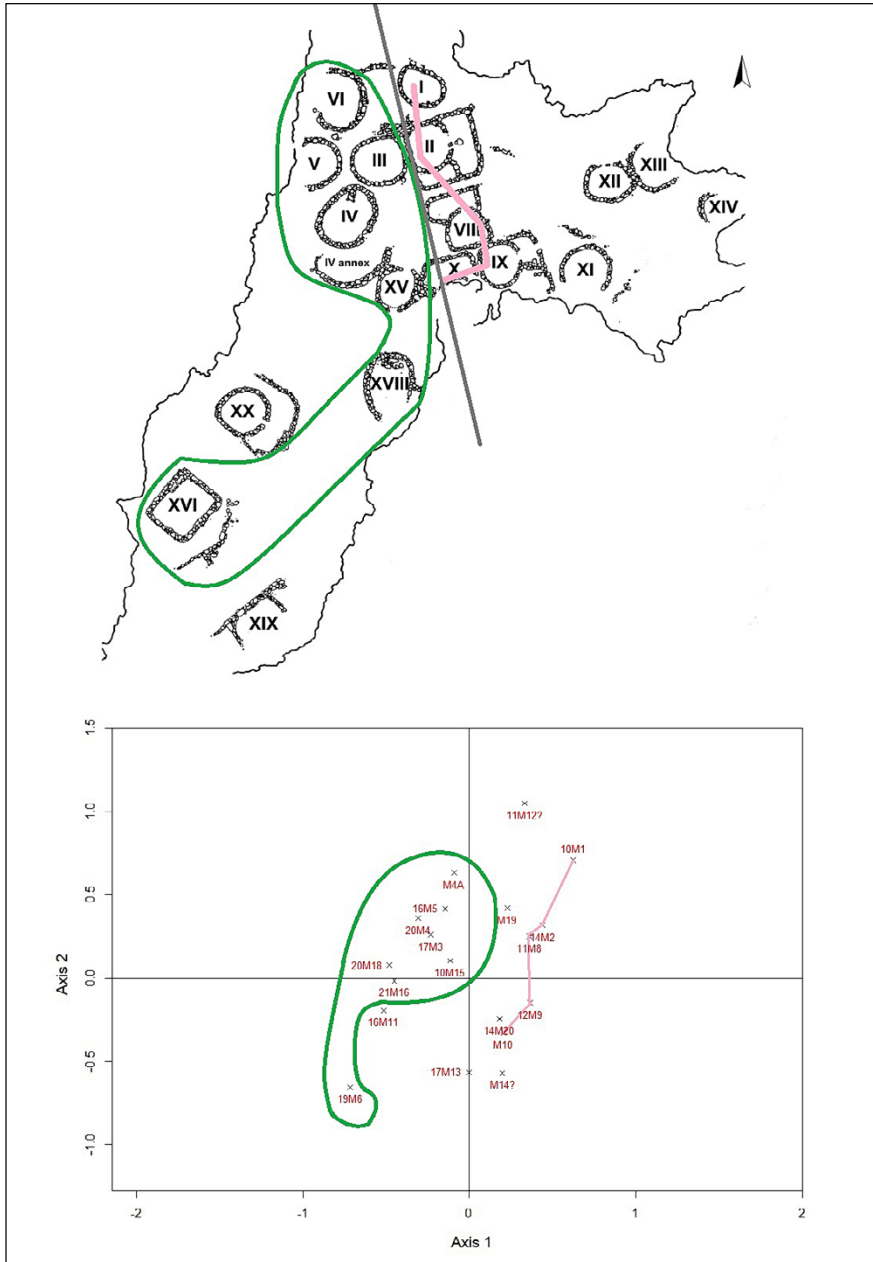 VI
I
V
III
II
XII
XIII
IV
VIII
XIV
IV annex
XV
X
IX
XI
XVIII
XX
XVI
XIX
1.5
1.0
0.5
0.0
-0.5
-1.0
Axis 2
11M12?
10M1
M4A
16M5
M19
20M4
17M3
14M2
11M8
20M18
10M15
21M16
16M11
12M9
14M20
M10
17M13
M14?
19M6
-2
-1
0
1
2
Axis 1